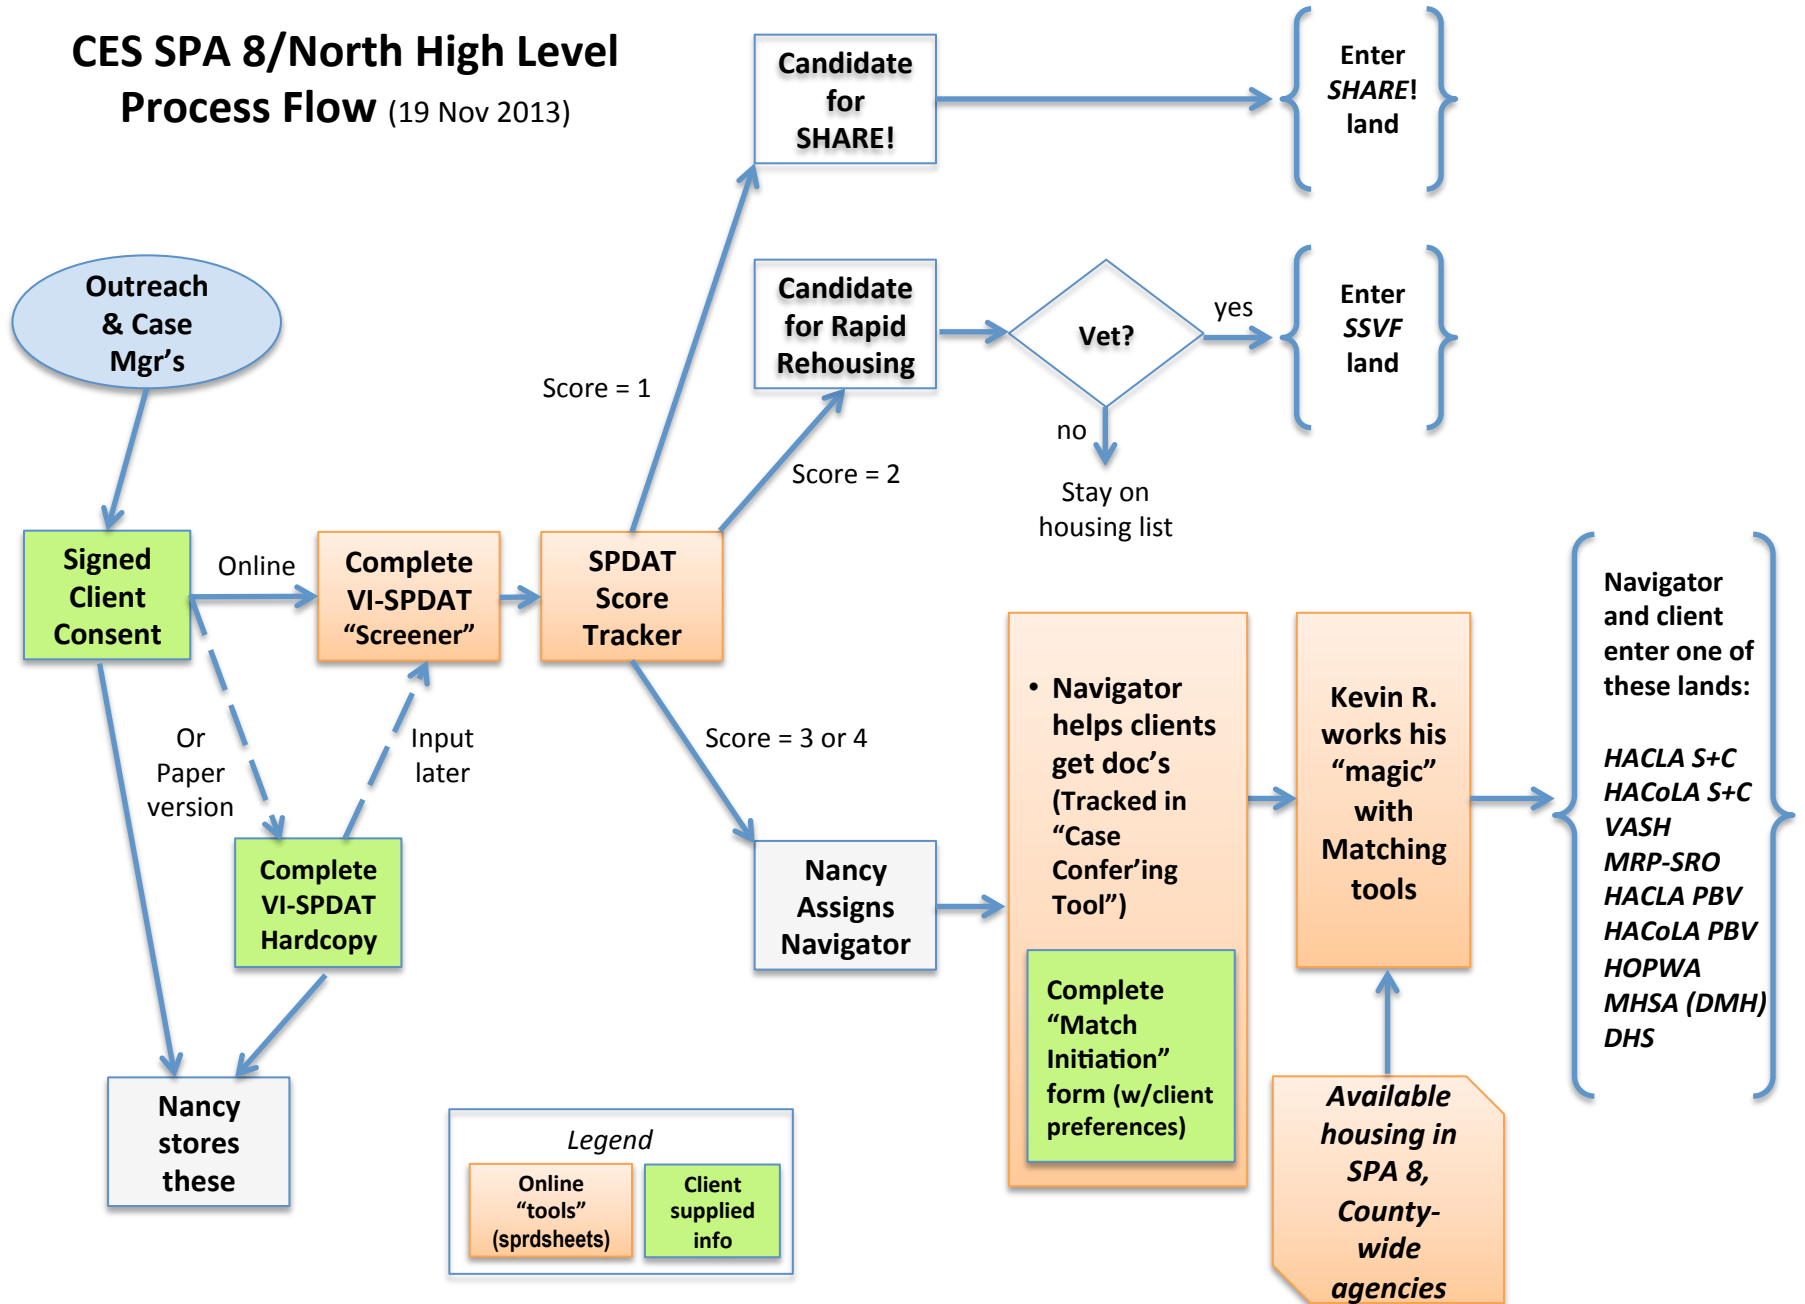 CES SPA 8/North High Level
Process Flow (19 Nov 2013)
Candidate
for
SHARE!
Enter
SHARE!
land
Outreach
& Case
Mgr's
Candidate
for Rapid
Rehousing
Vet?
yes
Enter
SSVF
land
no
Stay on
housing list
Score = 1
Score = 2
Signed
Client
Consent
Online
Complete
VI-SPDAT
“Screener”
SPDAT
Score
Tracker
Or
Paper
version
Input
later
Score = 3 or 4
Complete
VI-SPDAT
Hardcopy
Nancy
stores
these
Nancy
Assigns
Navigator
• Navigator
helps clients
get doc’s
(Tracked in
“Case
Confer’ing
Tool”)
Complete
“Match
Initiation”
form (w/client
preferences)
Kevin R.
works his
“magic”
with
Matching
tools
Available
housing in
SPA 8,
County-
wide
agencies
Navigator
and client
enter one of
these lands:
HACLA S+C
HACoLA S+C
VASH
MRP-SRO
HACLA PBV
HACoLA PBV
HOPWA
MHSA (DMH)
DHS
Legend
Online
“tools”
(sprdsheets)
Client
supplied
info